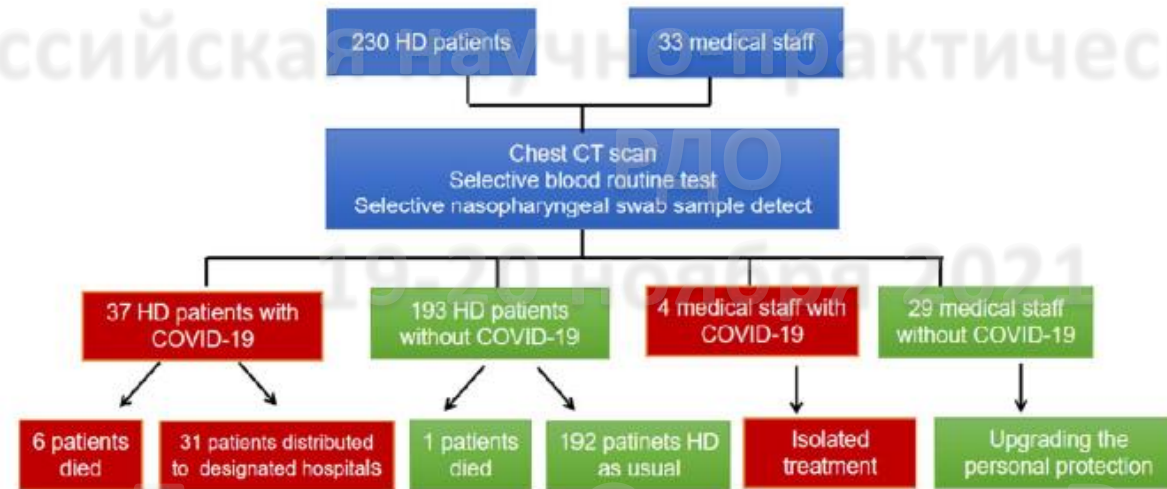 ссийская научно-практичес
РДО
19-20 ноября 2021
230 HD patients
33 medical staff
Chest CT scan
Selective blood routine test
Selective nasopharyngeal swab sample detect
37 HD patients with
COVID-19
193 HD patients
without COVID-19
4 medical staff with
COVID-19
29 medical staff
without COVID-19
6 patients
died
31 patients distributed
to designated hospitals
1 patients
died
192 patinets HD
as usual
Isolated
treatment
Upgrading the
personal protection